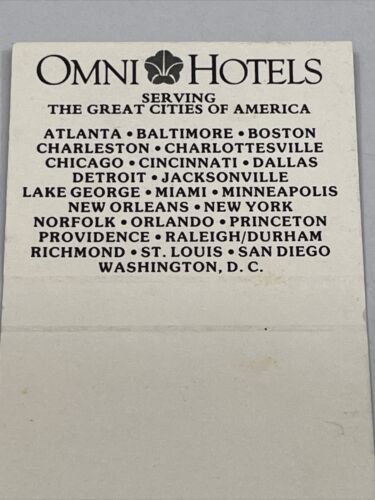 OMNI HOTELS
SERVING
THE GREAT CITIES OF AMERICA
ATLANTA • BALTIMORE • BOSTON
CHARLESTON • CHARLOTTESVILLE
CHICAGO • CINCINNATI • DALLAS
DETROIT • JACKSONVILLE
LAKE GEORGE • MIAMI • MINNEAPOLIS
NEW ORLEANS • NEW YORK
NORFOLK • ORLANDO • PRINCETON
PROVIDENCE • RALEIGH/DURHAM
RICHMOND • ST. LOUIS • SAN DIEGO
WASHINGTON, D. C.